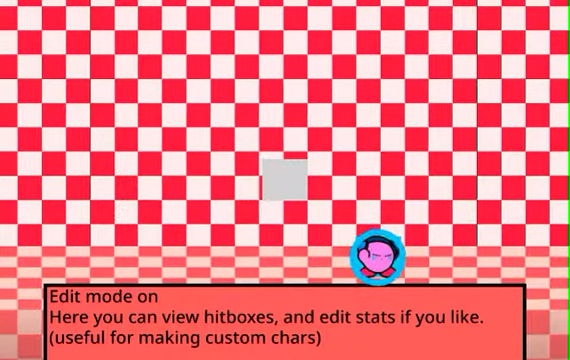 Edit mode on
Here you can view hitboxes, and edit stats if you like.
(useful for making custom chars)